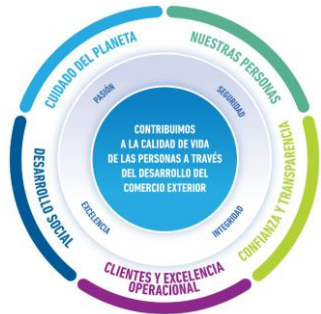 CUIDADO DEL PLANETA
NUESTRAS PERSONAS
PASIÓN
SEGURIDAD
CONTRIBUIMOS
A LA CALIDAD DE VIDA
DE LAS PERSONAS A TRAVÉS
DEL DESARROLLO DEL
COMERCIO EXTERIOR
DESARROLLO SOCIAL
CONFIANZA Y TRANSPARENCIA
EXCELENCIA
INTEGRIDAD
CLIENTES Y EXCELENCIA
OPERACIONAL